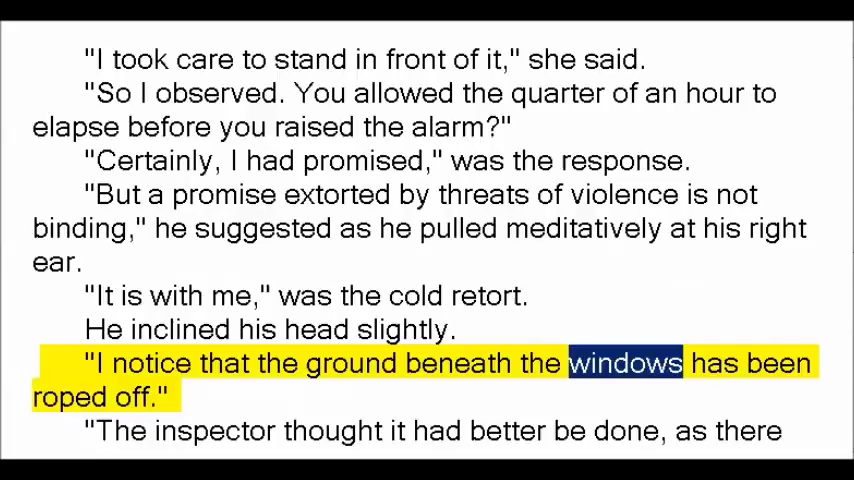 "I took care to stand in front of it," she said.
"So I observed. You allowed the quarter of an hour to
elapse before you raised the alarm?"
"Certainly, I had promised," was the response.
"But a promise extorted by threats of violence is not
binding," he suggested as he pulled meditatively at his right
ear.
"It is with me," was the cold retort.
He inclined his head slightly.
"I notice that the ground beneath the windows has been
roped off."
"The inspector thought it had better be done, as there